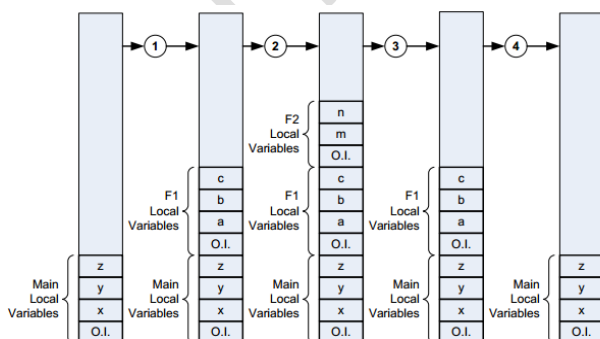 1 2 3 4
F2
Local
Variables
n
m
O.I.
F1
Local
Variables
c
b
a
O.I.
F1
Local
Variables
c
b
a
O.I.
F1
Local
Variables
c
b
a
O.I.
Main
Local
Variables
z
y
x
O.I.
Main
Local
Variables
z
y
x
O.I.
Main
Local
Variables
z
y
x
O.I.
Main
Local
Variables
z
y
x
O.I.
Main
Local
Variables
z
y
x
O.I.